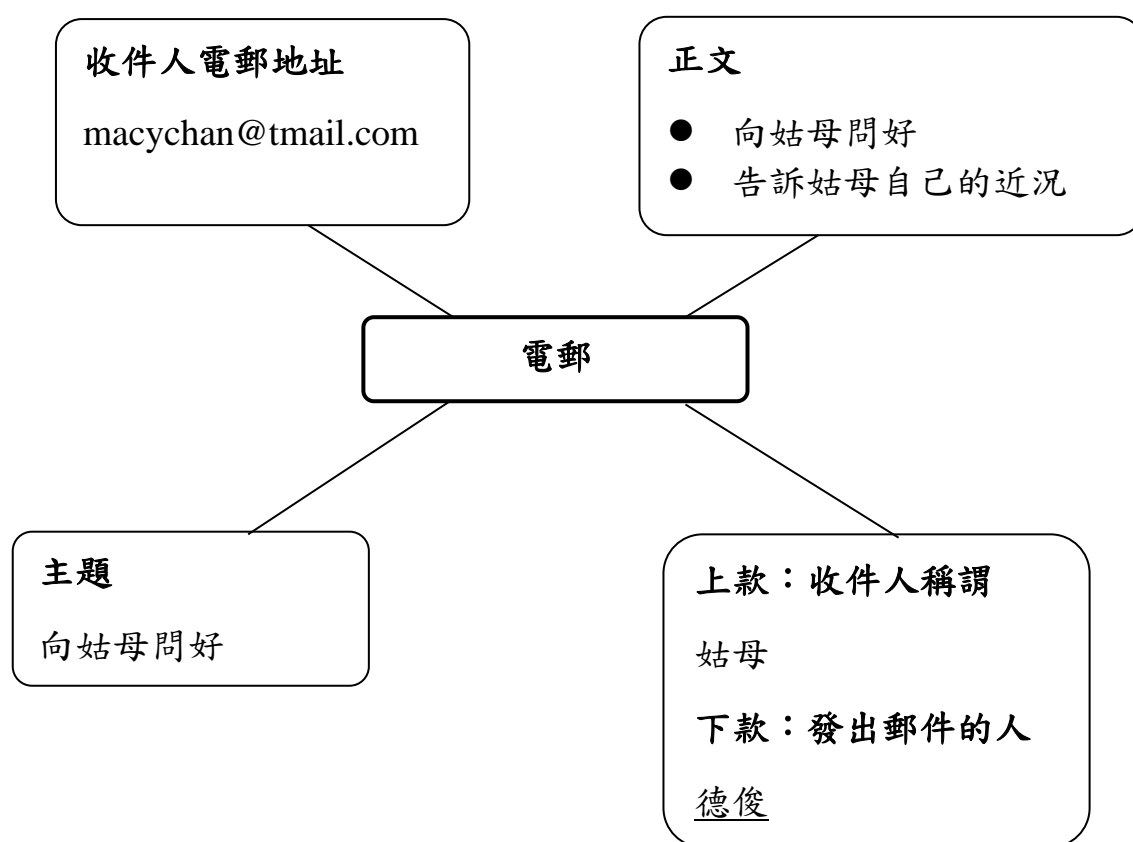 收件人電郵地址
macychan@tmail.com
正文
● 向姑母問好
● 告訴姑母自己的近況
電郵
主題
向姑母問好
上款：收件人稱謂
姑母
下款：發出郵件的人
德俊